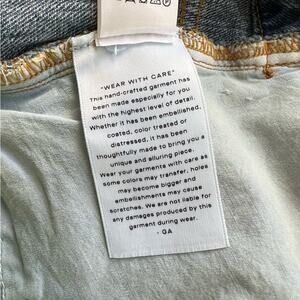 "WEAR WITH CARE"
This hand-crafted garment has
been made especially for you
with the highest level of detail.
Whether it has been embellished,
coated, color treated or
distressed, it has been
thoughtfully made to bring you a
unique and alluring piece.
Wear your garments with care as
some colors may transfer, holes
may become bigger and
embellishments may cause
scratches. We are not liable for
any damages produced by this
garment during wear.
- GA